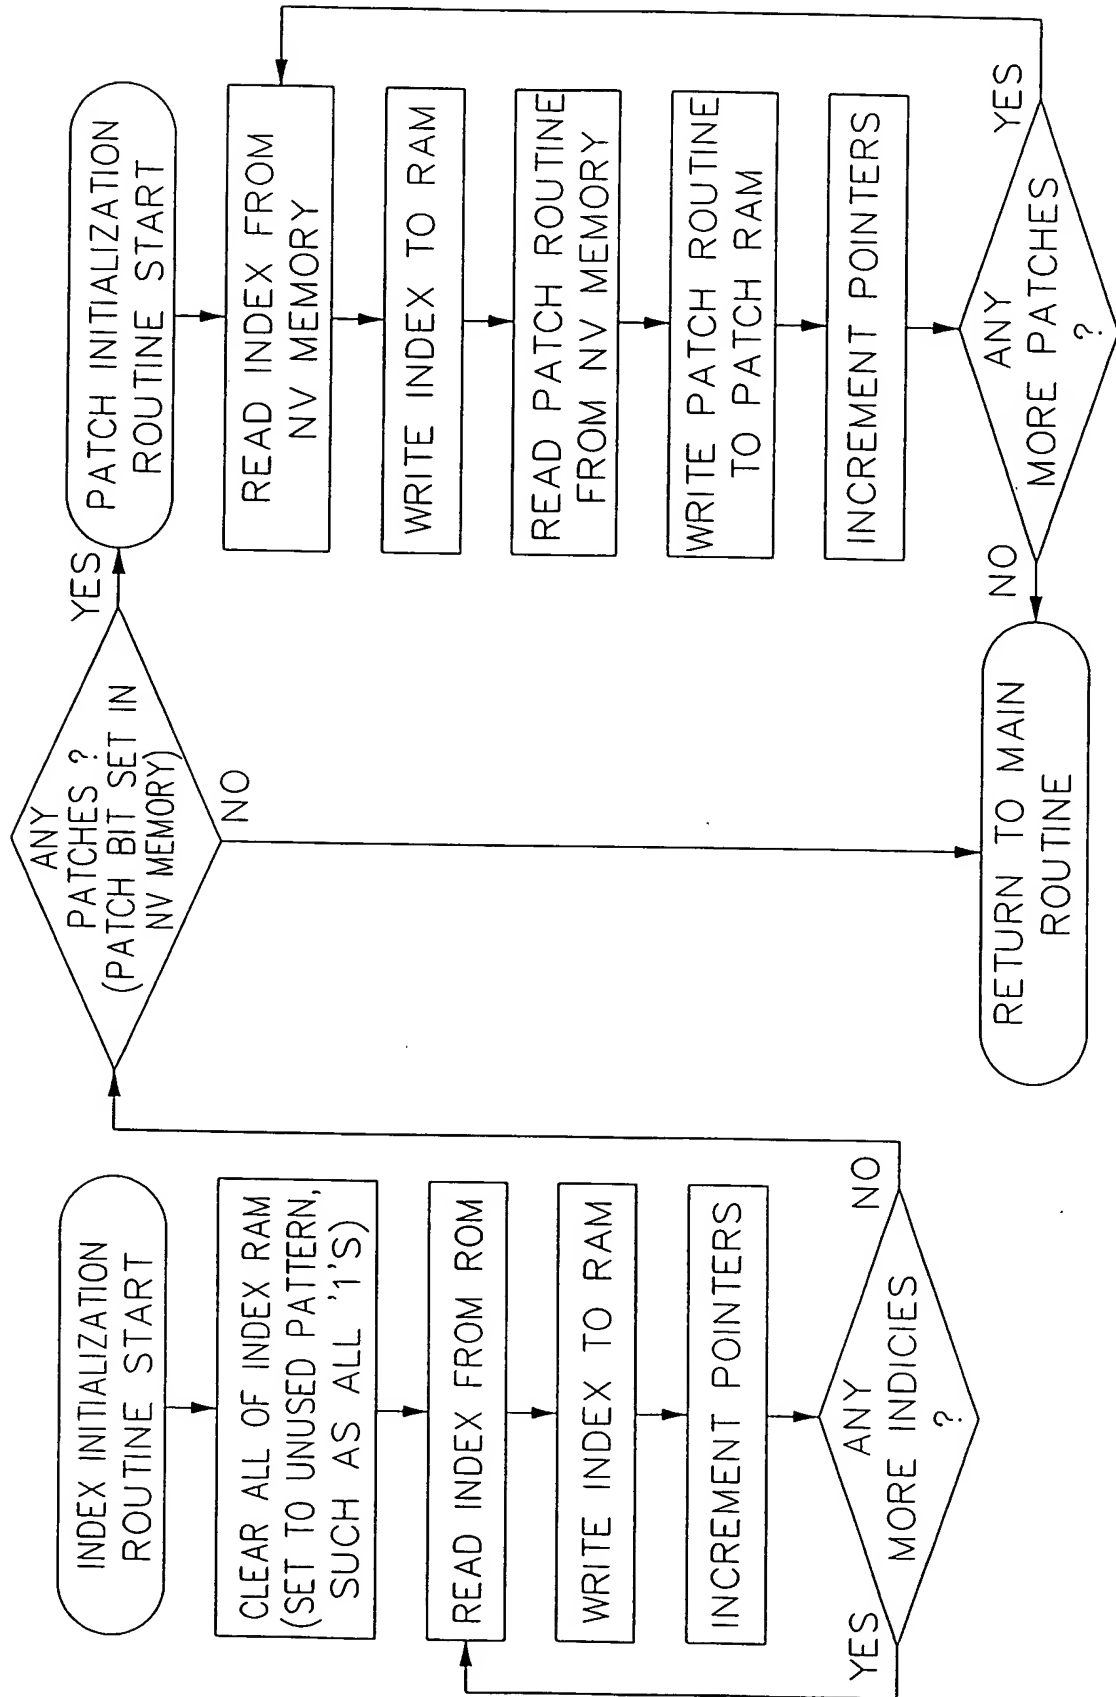 INDEX INITIALIZATION
ROUTINE START
CLEAR ALL OF INDEX RAM
(SET TO UNUSED PATTERN,
SUCH AS ALL '1'S)
READ INDEX FROM ROM
WRITE INDEX TO RAM
INCREMENT POINTERS
ANY
MORE INDICIES
?
YES
NO
ANY
PATCHES ?
(PATCH BIT SET IN
NV MEMORY)
YES
NO
PATCH INITIALIZATION
ROUTINE START
READ INDEX FROM
NV MEMORY
WRITE INDEX TO RAM
READ PATCH ROUTINE
FROM NV MEMORY
WRITE PATCH ROUTINE
TO PATCH RAM
INCREMENT POINTERS
ANY
MORE PATCHES
?
YES
NO
RETURN TO MAIN
ROUTINE